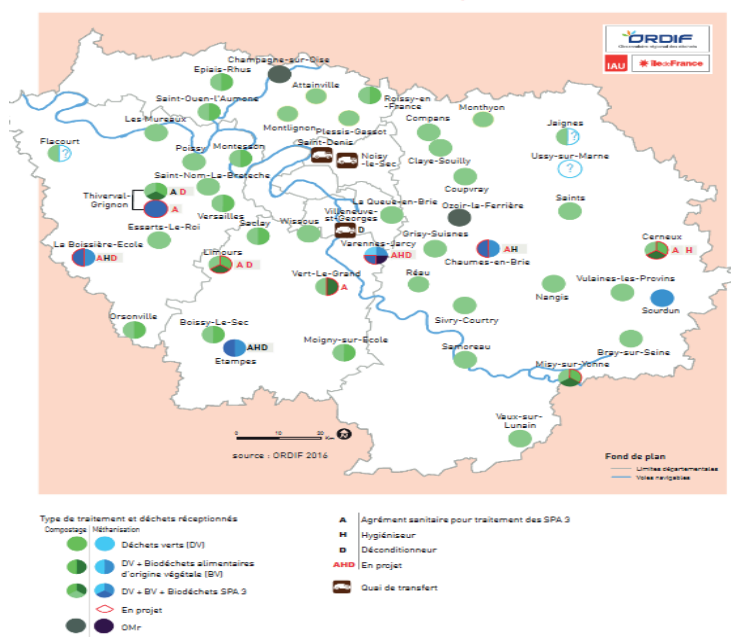 ORDIF
Observatoire régional des déchets
IAU
île de France
Champagne-sur-Oise
Epiais-Rhus
Attainville
Saint-Ouen-l'Aumone
Roissy-en
-France
Les Mureaux
Montlignon
Plessis-Gassot
Compans
Monthyon
Jaignes
Flacourt
?
?
Poissy
Montesson
Saint-Denis
Noisy
-le-Sec
Claye-Souilly
Ussy-sur-Marne
?
Saint-Nom-La-Breteche
Coupvray
Thiverval-
Grignon
A D
A
Versailles
La Queue-en-Brie
Ozoir-la-Ferrière
Saints
Villeneuve-
st-Georges
D
Essarts-Le-Roi
Saclay
Wissous
Varennes-Jarcy
AHD
Grisy-Suisnes
AH
Chaumes-en-Brie
Cerneux
A H
La Boissière-Ecole
AHD
Limours
A D
Vert-Le-Grand
A
Réau
Nangis
Vulaines-les-Provins
Sourdun
Sivry-Courtry
Orsonville
Boissy-Le-Sec
AHD
Etampes
Moigny-sur-Ecole
Samoreau
Bray-sur-Seine
Misy-sur-Yonne
Vaux-sur-
Lunain
0 10 20
Km
source : ORDIF 2016
Fond de plan
Limites départementales
Voies navigables
Type de traitement et déchets réceptionnés
Compostage Méthanisation
Déchets verts (DV)
DV + Biodéchets alimentaires
d'origine végétale (BV)
DV + BV + Biodéchets SPA 3
En projet
OMr
A Agrément sanitaire pour traitement des SPA 3
H Hygiéniseur
D Déconditionneur
AHD En projet
Quai de transfert